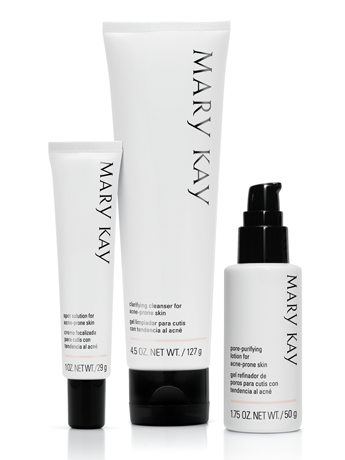 MARY KAY
spot solution for
acne-prone skin
crema localizada
para cutis con
tendencia al acné
1 OZ. NET WT./29 g
MARY KAY
clarifying cleanser for
acne-prone skin
gel limpiador para cutis
con tendencia al acné
4.5 OZ. NET WT. / 127 g
MARY KAY
pore-purifying
lotion for
acne-prone skin
gel refinador de
poros para cutis con
tendencia al acné
1.75 OZ. NET WT./ 50 g